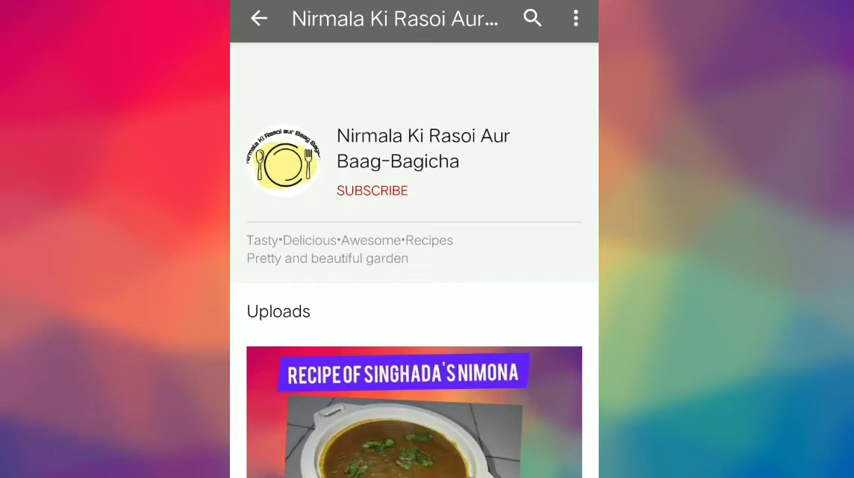 Nirmala Ki Rasoi Aur...
Nirmala Ki Rasoi Aur
Baag-Bagicha
SUBSCRIBE
Tasty•Delicious•Awesome•Recipes
Pretty and beautiful garden
Uploads
RECIPE OF SINGHADA'S NIMONA